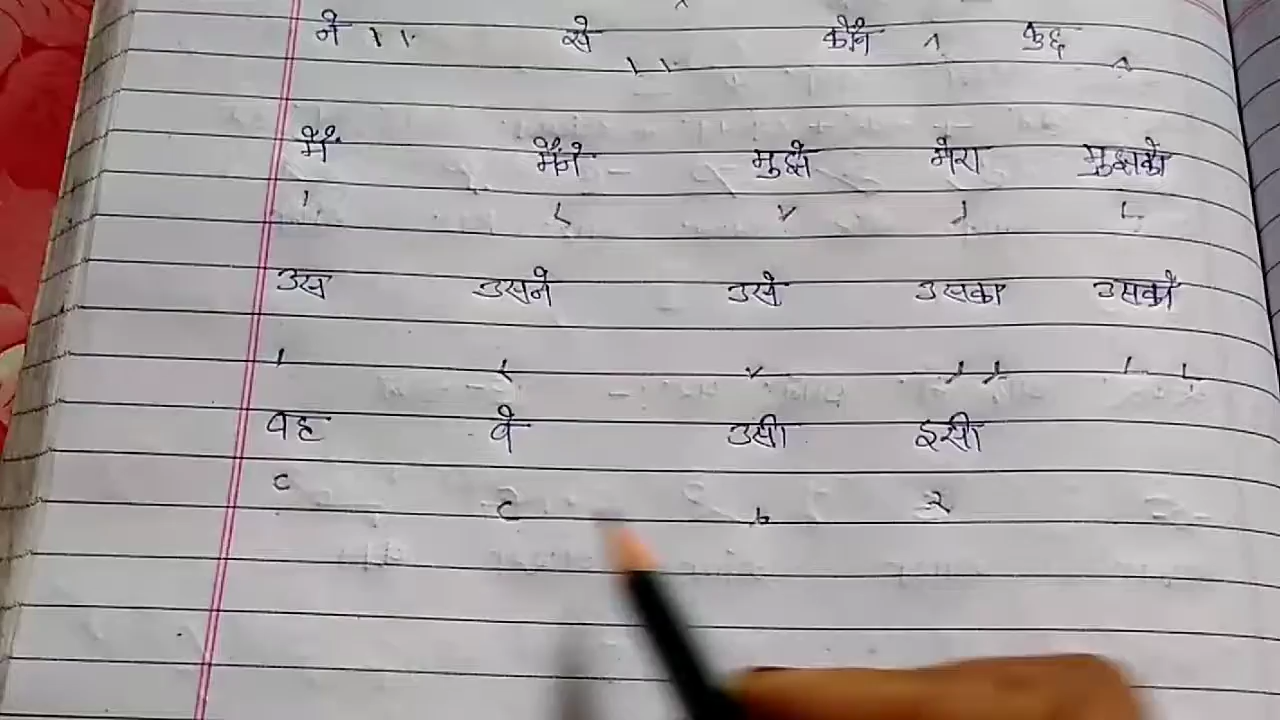 ने से कौन कुछ
मैं मैंने मुझे मेरा मुझको
उस उसने उसे उसका उसको
वह वे उसी इसी